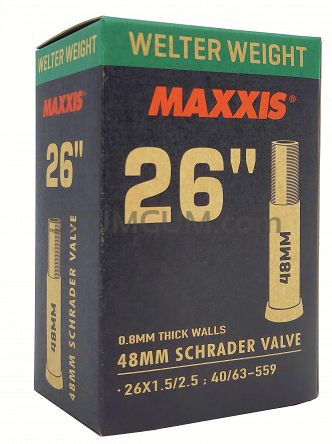 WELTER WEIGHT
MAXXIS®
26"
48MM
0.8MM THICK WALLS
48MM SCHRADER VALVE
·26X1.5/2.5 : 40/63-559
WELTER WEIGHT
26"
48MM
48MM SCHRADER VALVE